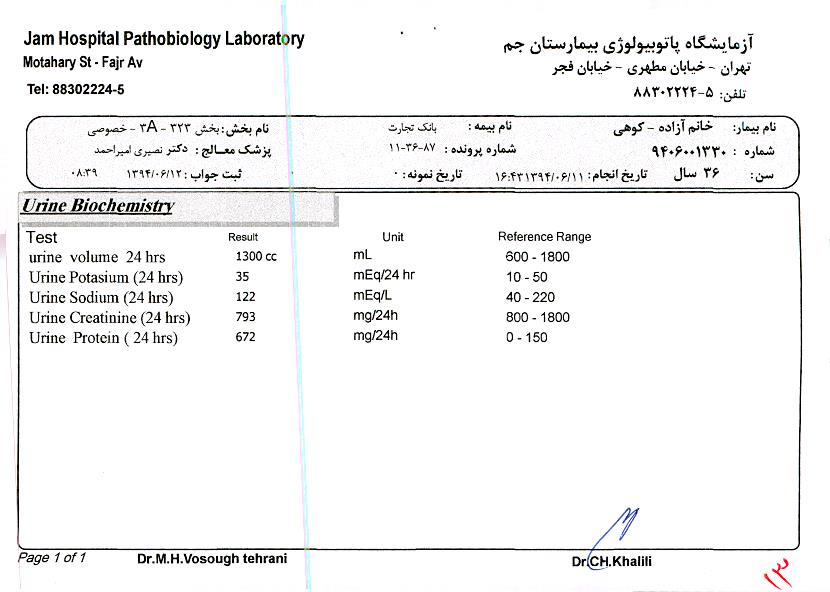 Jam Hospital Pathobiology Laboratory
Motahary St - Fajr Av
Tel: 88302224-5
آزمایشگاه پاتوبیولوژی بیمارستان جم
تهران - خیابان مطهری - خیابان فجر
تلفن: ۵-۸۸۳۰۲۲۲۴
نام بیمار: خانم آزاده - کوهی نام بیمه : بانک تجارت نام بخش: بخش ۳۲۳ - ۳A - خصوصی
شماره : ۹۴۰۶۰۰۱۳۳۰ شماره پرونده : ۸۷-۳۶-۱۱ پزشک معالج : دکتر نصیری امیراحمد
سن: ۳۶ سال تاریخ انجام : ۱۳۹۴/۰۶/۱۱ ۱۶:۴۳ تاریخ نمونه : ۰ ثبت جواب : ۱۳۹۴/۰۶/۱۲ ۰۸:۳۹
Urine Biochemistry
Test Result Unit Reference Range
urine volume 24 hrs 1300 cc mL 600 - 1800
Urine Potasium (24 hrs) 35 mEq/24 hr 10 - 50
Urine Sodium (24 hrs) 122 mEq/L 40 - 220
Urine Creatinine (24 hrs) 793 mg/24h 800 - 1800
Urine Protein ( 24 hrs) 672 mg/24h 0 - 150
Page 1 of 1 Dr.M.H.Vosough tehrani Dr.CH.Khalili
۱۳